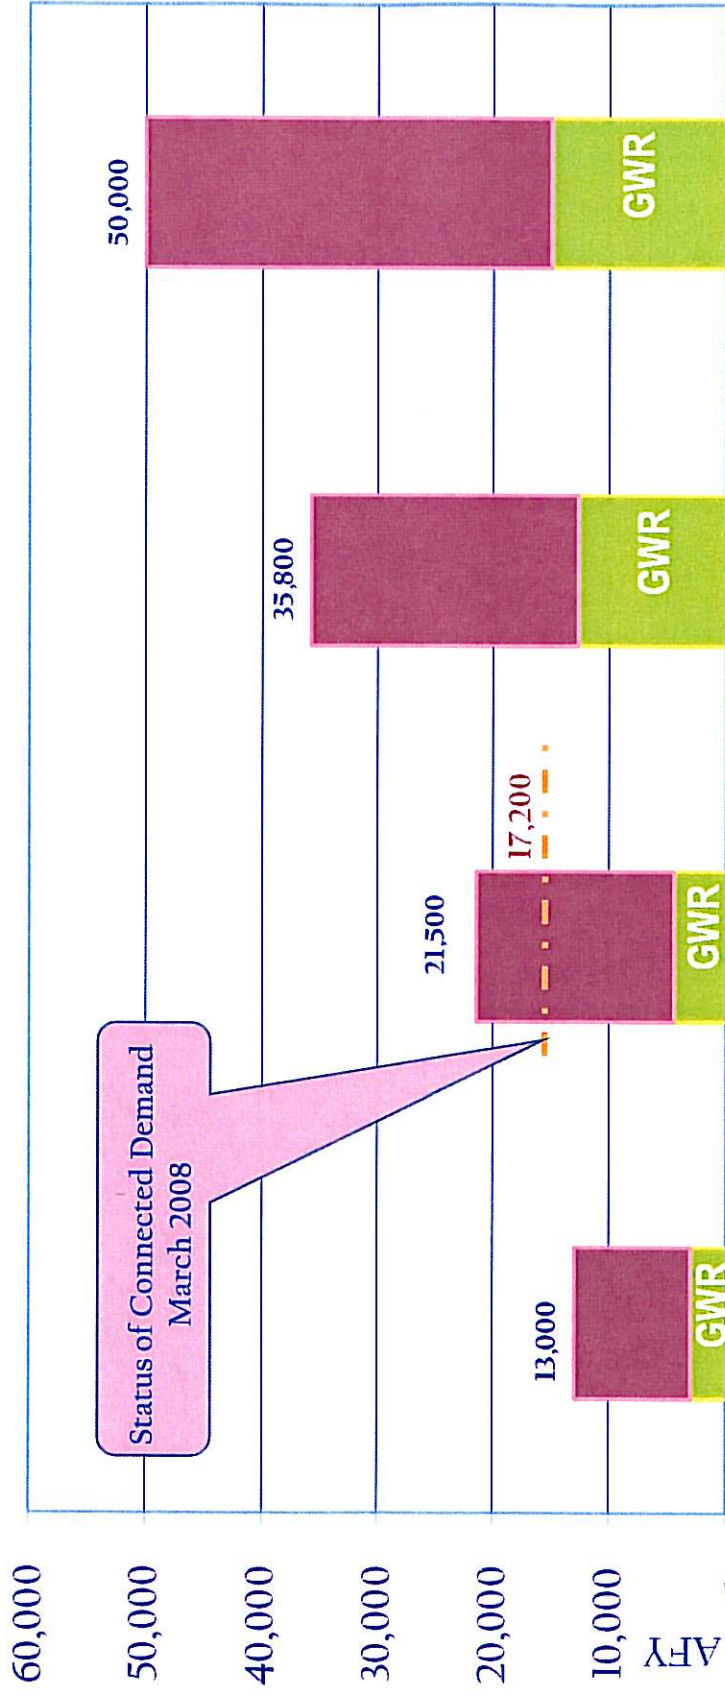 60,000
50,000
40,000
30,000
20,000
10,000
AFY
Status of Connected Demand
March 2008
13,000
GWR
21,500
17,200
GWR
35,800
GWR
50,000
GWR